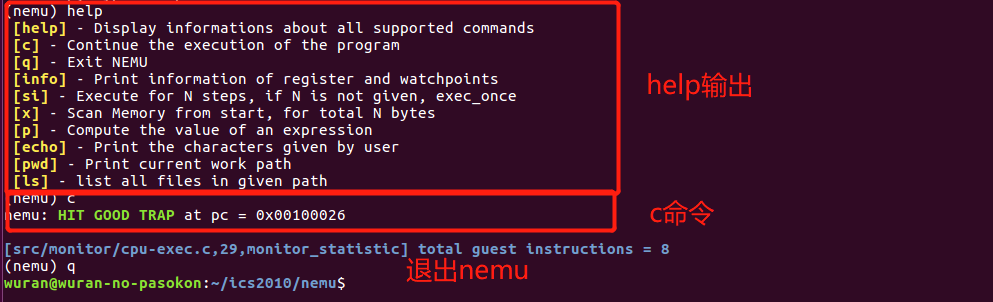 (nemu) help
[help] - Display informations about all supported commands
[c] - Continue the execution of the program
[q] - Exit NEMU
[info] - Print information of register and watchpoints
[si] - Execute for N steps, if N is not given, exec_once
[x] - Scan Memory from start, for total N bytes
[p] - Compute the value of an expression
[echo] - Print the characters given by user
[pwd] - Print current work path
[ls] - list all files in given path
help输出
(nemu) c
nemu: HIT GOOD TRAP at pc = 0x00100026
c命令
[src/monitor/cpu-exec.c,29,monitor_statistic] total guest instructions = 8
(nemu) q
退出nemu
wuran@wuran-no-pasokon:~/ics2010/nemu$